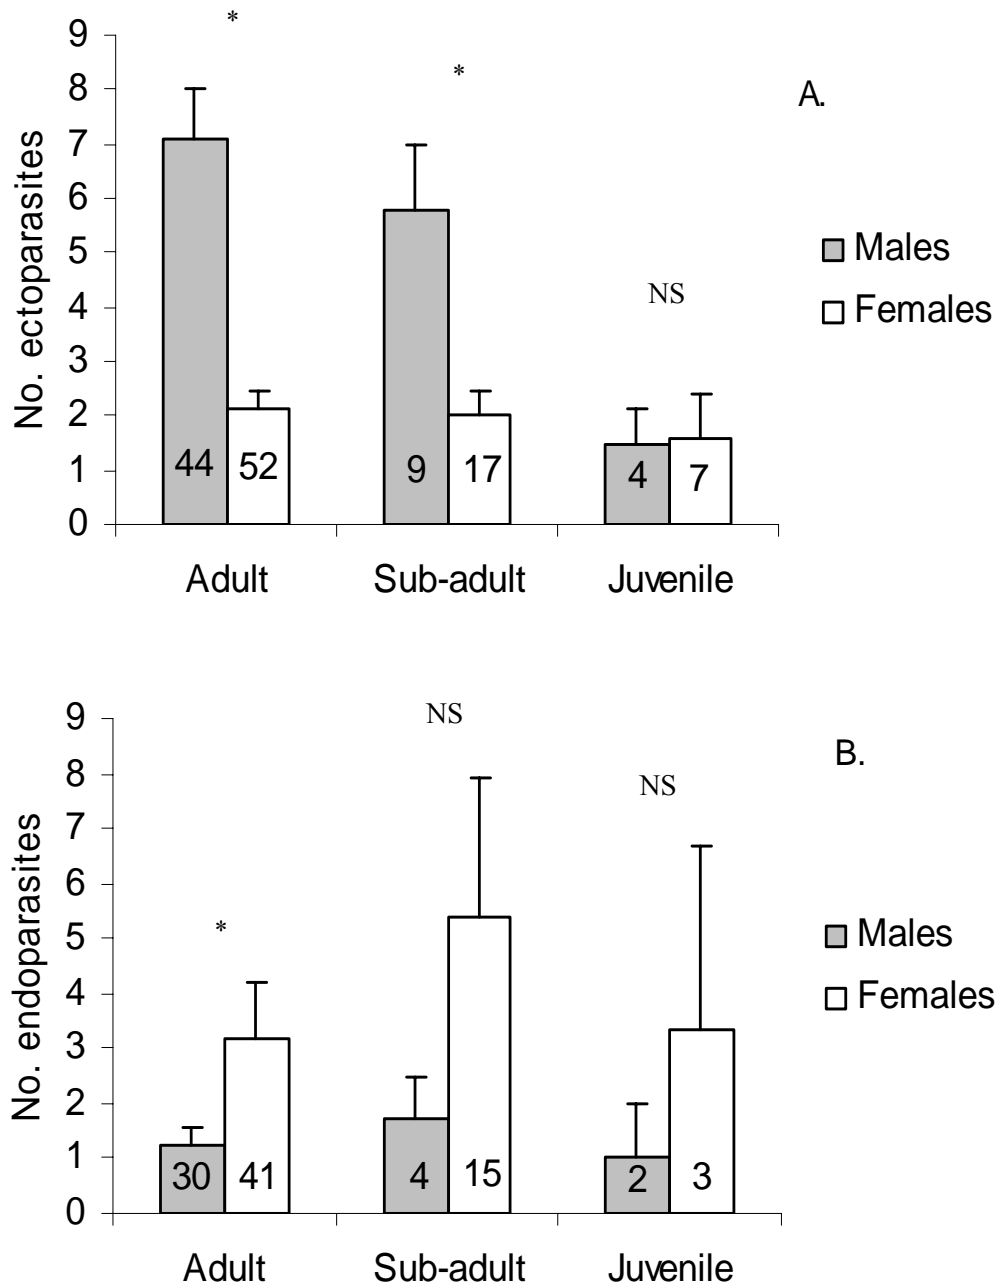 *
*
NS
A.
9
8
7
6
5
4
3
2
1
0
No. ectoparasites
44 52 9 17 4 7
Adult Sub-adult Juvenile
Males
Females
NS
NS
*
B.
9
8
7
6
5
4
3
2
1
0
No. endoparasites
30 41 4 15 2 3
Adult Sub-adult Juvenile
Males
Females